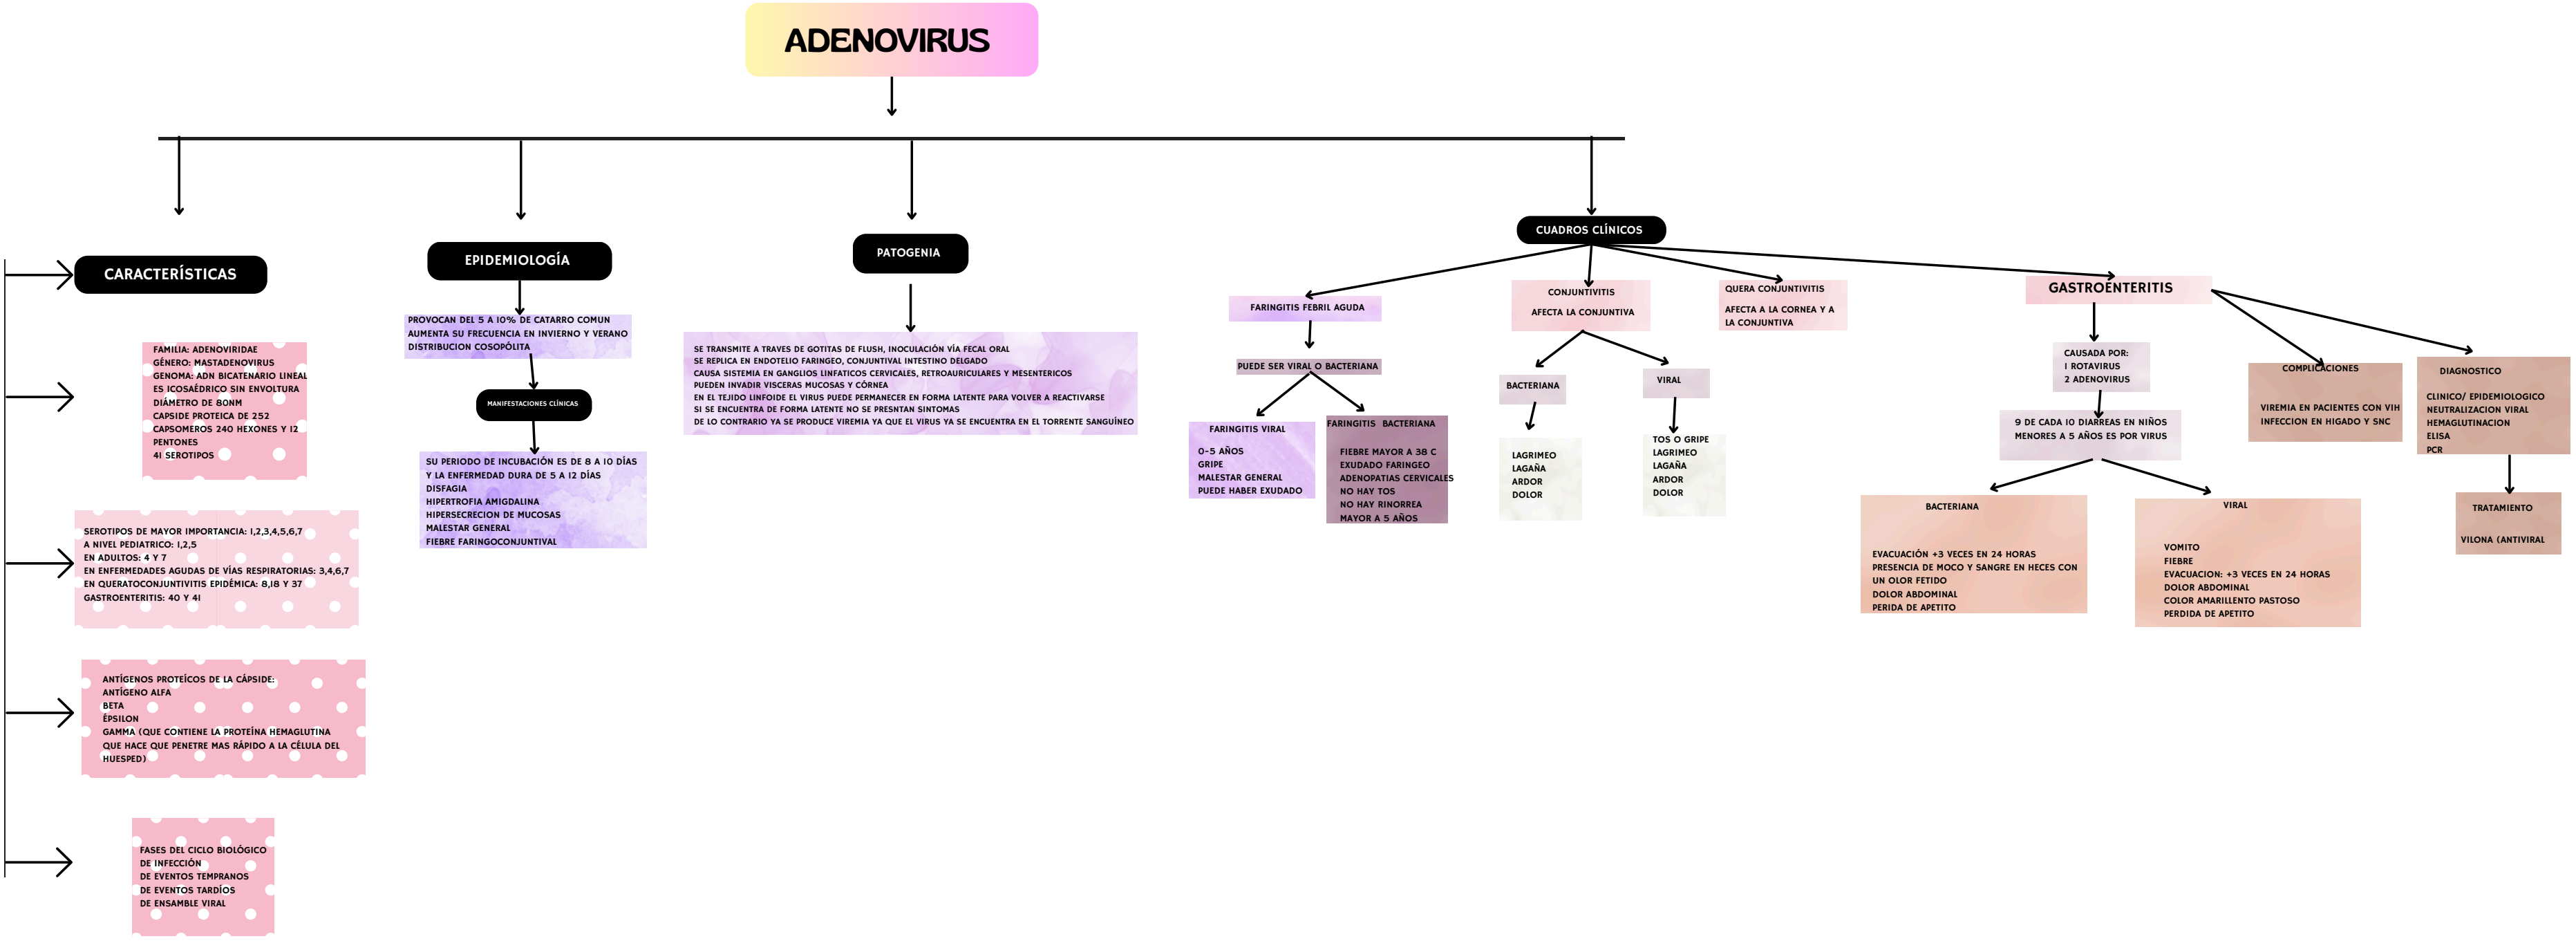 ADENOVIRUS
CARACTERÍSTICAS
FAMILIA: ADENOVIRIDAE
GÉNERO: MASTADENOVIRUS
GENOMA: ADN BICATENARIO LINEAL
ES ICOSAÉDRICO SIN ENVOLTURA
DIÁMETRO DE 80NM
CAPSIDE PROTEICA DE 252
CAPSOMEROS 240 HEXONES Y 12
PENTONES
41 SEROTIPOS
SEROTIPOS DE MAYOR IMPORTANCIA: 1,2,3,4,5,6,7
A NIVEL PEDIATRICO: 1,2,5
EN ADULTOS: 4 Y 7
EN ENFERMEDADES AGUDAS DE VÍAS RESPIRATORIAS: 3,4,6,7
EN QUERATOCONJUNTIVITIS EPIDÉMICA: 8,18 Y 37
GASTROENTERITIS: 40 Y 41
ANTÍGENOS PROTEÍCOS DE LA CÁPSIDE:
ANTÍGENO ALFA
BETA
ÉPSILON
GAMMA (QUE CONTIENE LA PROTEÍNA HEMAGLUTINA
QUE HACE QUE PENETRE MAS RÁPIDO A LA CÉLULA DEL
HUESPED)
FASES DEL CICLO BIOLÓGICO
DE INFECCIÓN
DE EVENTOS TEMPRANOS
DE EVENTOS TARDÍOS
DE ENSAMBLE VIRAL
EPIDEMIOLOGÍA
PROVOCAN DEL 5 A 10% DE CATARRO COMUN
AUMENTA SU FRECUENCIA EN INVIERNO Y VERANO
DISTRIBUCION COSOPÓLITA
MANIFESTACIONES CLÍNICAS
SU PERIODO DE INCUBACIÓN ES DE 8 A 10 DÍAS
Y LA ENFERMEDAD DURA DE 5 A 12 DÍAS
DISFAGIA
HIPERTROFIA AMIGDALINA
HIPERSECRECION DE MUCOSAS
MALESTAR GENERAL
FIEBRE FARINGOCONJUNTIVAL
PATOGENIA
SE TRANSMITE A TRAVES DE GOTITAS DE FLUSH, INOCULACIÓN VÍA FECAL ORAL
SE REPLICA EN ENDOTELIO FARINGEO, CONJUNTIVAL INTESTINO DELGADO
CAUSA SISTEMIA EN GANGLIOS LINFATICOS CERVICALES, RETROAURICULARES Y MESENTERICOS
PUEDEN INVADIR VISCERAS MUCOSAS Y CÓRNEA
EN EL TEJIDO LINFOIDE EL VIRUS PUEDE PERMANECER EN FORMA LATENTE PARA VOLVER A REACTIVARSE
SI SE ENCUENTRA DE FORMA LATENTE NO SE PRESNTAN SINTOMAS
DE LO CONTRARIO YA SE PRODUCE VIREMIA YA QUE EL VIRUS YA SE ENCUENTRA EN EL TORRENTE SANGUÍNEO
CUADROS CLÍNICOS
FARINGITIS FEBRIL AGUDA
PUEDE SER VIRAL O BACTERIANA
FARINGITIS VIRAL
0-5 AÑOS
GRIPE
MALESTAR GENERAL
PUEDE HABER EXUDADO
FARINGITIS BACTERIANA
FIEBRE MAYOR A 38 C
EXUDADO FARINGEO
ADENOPATIAS CERVICALES
NO HAY TOS
NO HAY RINORREA
MAYOR A 5 AÑOS
CONJUNTIVITIS
AFECTA LA CONJUNTIVA
BACTERIANA
LAGRIMEO
LAGAÑA
ARDOR
DOLOR
VIRAL
TOS O GRIPE
LAGRIMEO
LAGAÑA
ARDOR
DOLOR
QUERA CONJUNTIVITIS
AFECTA A LA CORNEA Y A
LA CONJUNTIVA
GASTROENTERITIS
CAUSADA POR:
1 ROTAVIRUS
2 ADENOVIRUS
9 DE CADA 10 DIARREAS EN NIÑOS
MENORES A 5 AÑOS ES POR VIRUS
BACTERIANA
EVACUACIÓN +3 VECES EN 24 HORAS
PRESENCIA DE MOCO Y SANGRE EN HECES CON
UN OLOR FETIDO
DOLOR ABDOMINAL
PERIDA DE APETITO
VIRAL
VOMITO
FIEBRE
EVACUACION: +3 VECES EN 24 HORAS
DOLOR ABDOMINAL
COLOR AMARILLENTO PASTOSO
PERDIDA DE APETITO
COMPLICACIONES
VIREMIA EN PACIENTES CON VIH
INFECCION EN HIGADO Y SNC
DIAGNOSTICO
CLINICO/ EPIDEMIOLOGICO
NEUTRALIZACION VIRAL
HEMAGLUTINACION
ELISA
PCR
TRATAMIENTO
VILONA (ANTIVIRAL